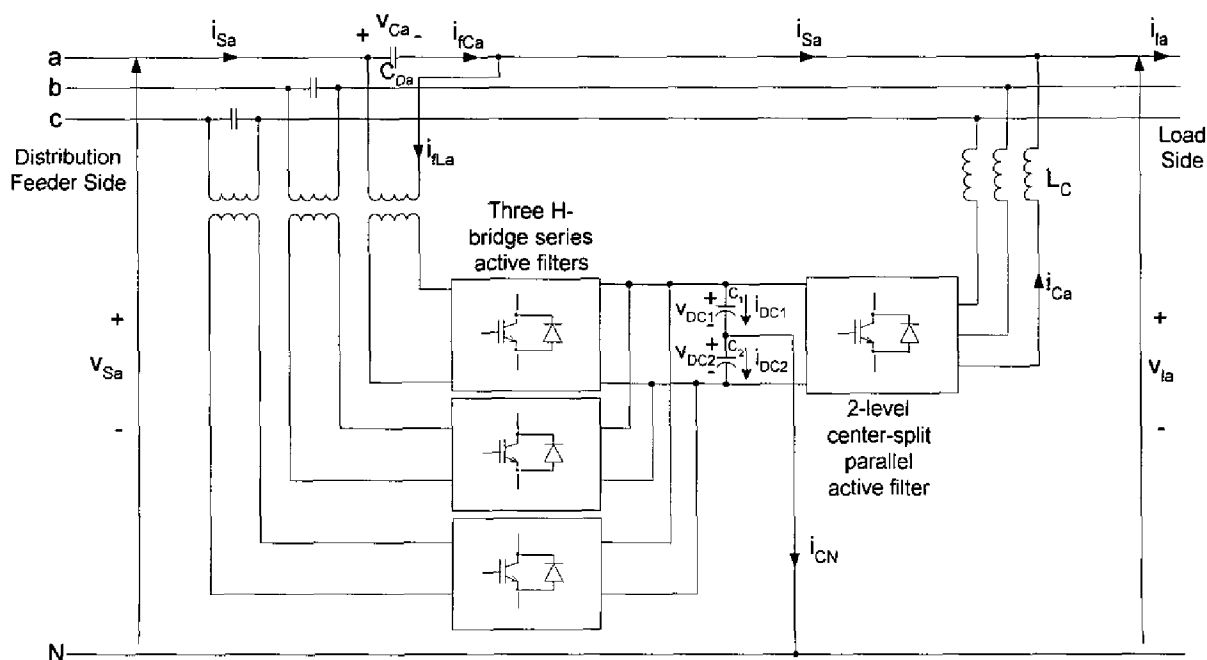 i_Sa
+ v_Ca -
i_fCa
i_Sa
i_la
a
C_Da
b
c
Distribution
Feeder Side
i_fLa
Load
Side
L_C
Three H-
bridge series
active filters
i_Ca
+
v_DC1
-
C_1
i_DC1
+
v_DC2
-
C_2
i_DC2
+
v_Sa
-
+
v_la
-
2-level
center-split
parallel
active filter
i_CN
N